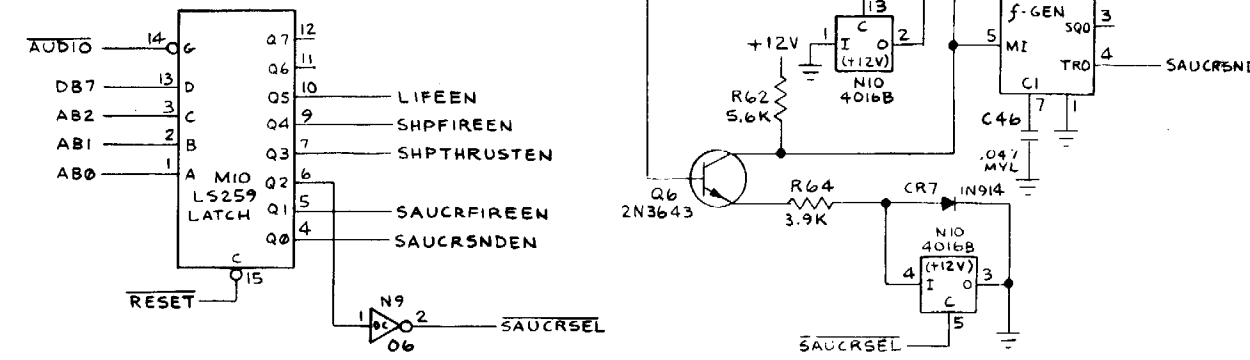 AUDIO
14
G
Q7
12
Q6
11
DB7
13
D
Q5
10
LIFEEN
AB2
3
C
Q4
9
SHPFIREEN
AB1
2
B
Q3
7
SHPTHRUSTEN
AB0
1
A
M10
LS259
LATCH
Q2
6
Q1
5
SAUCRFIREEN
Q0
4
SAUCRSNDEN
C
15
RESET
N9
1
OC
2
06
SAUCRSEL
13
C
1
I
O
2
(+12V)
N10
4016B
+12V
R62
5.6K
f-GEN
SQO
3
5
MI
TRO
4
SAUCRSND
C1
7
1
C46
MYL
Q6
2N3643
R64
3.9K
CR7
1N914
N10
4016B
(+12V)
4
I
O
3
C
5
SAUCRSEL